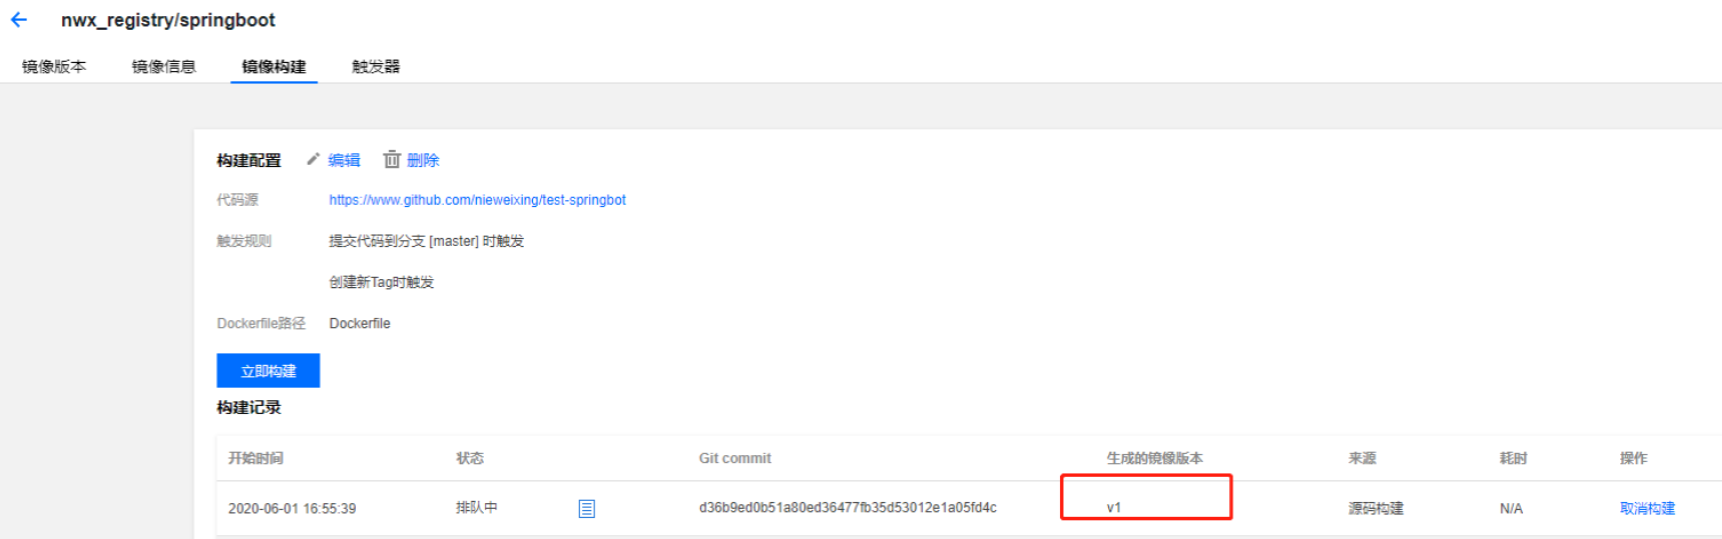 nwx_registry/springboot
镜像版本 镜像信息 镜像构建 触发器
构建配置 编辑 删除
代码源 https://www.github.com/nieweixing/test-springbot
触发规则 提交代码到分支 [master] 时触发
创建新Tag时触发
Dockerfile路径 Dockerfile
立即构建
构建记录
开始时间 状态 Git commit 生成的镜像版本 来源 耗时 操作
2020-06-01 16:55:39 排队中 d36b9ed0b51a80ed36477fb35d53012e1a05fd4c v1 源码构建 N/A 取消构建